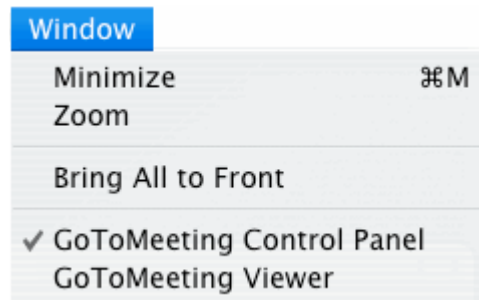 Window
Minimize ⌘M
Zoom
Bring All to Front
✓ GoToMeeting Control Panel
GoToMeeting Viewer